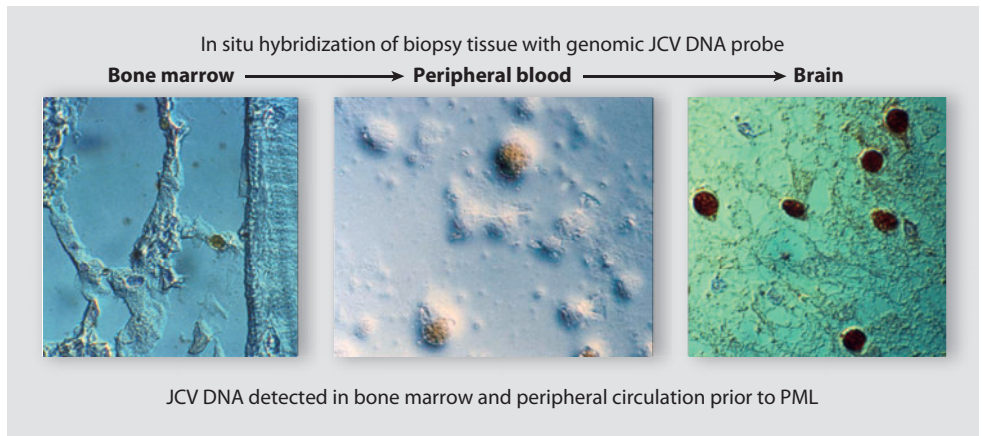 In situ hybridization of biopsy tissue with genomic JCV DNA probe
Bone marrow Peripheral blood Brain
JCV DNA detected in bone marrow and peripheral circulation prior to PML